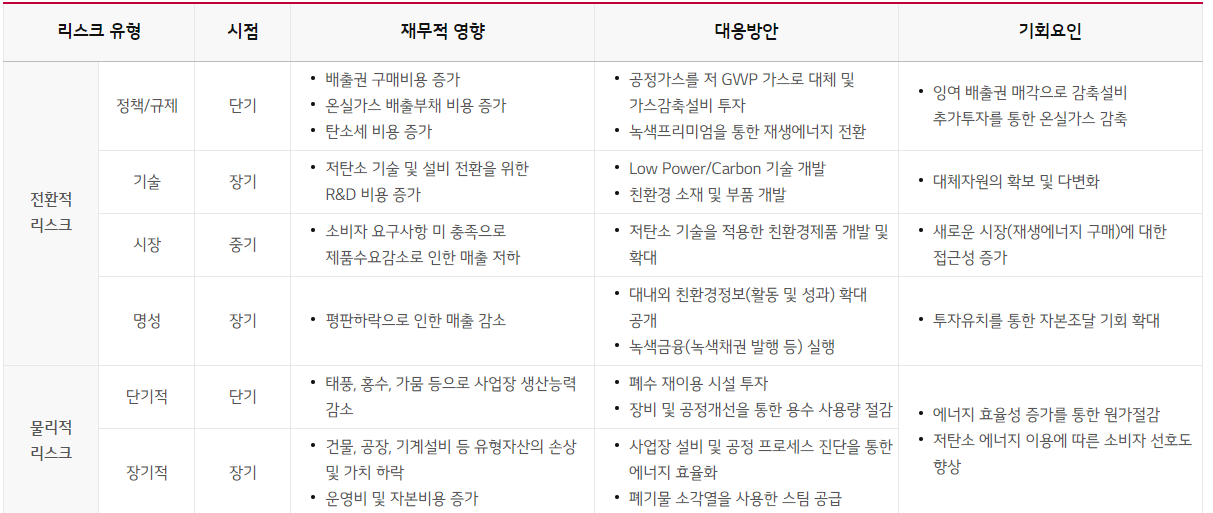 리스크 유형
시점
재무적 영향
대응방안
기회요인
전환적
리스크
정책/규제
단기
• 배출권 구매비용 증가
• 온실가스 배출부채 비용 증가
• 탄소세 비용 증가
• 공정가스를 저 GWP 가스로 대체 및
가스감축설비 투자
• 녹색프리미엄을 통한 재생에너지 전환
• 잉여 배출권 매각으로 감축설비
추가투자를 통한 온실가스 감축
기술
장기
• 저탄소 기술 및 설비 전환을 위한
R&D 비용 증가
• Low Power/Carbon 기술 개발
• 친환경 소재 및 부품 개발
• 대체자원의 확보 및 다변화
시장
중기
• 소비자 요구사항 미 충족으로
제품수요감소로 인한 매출 저하
• 저탄소 기술을 적용한 친환경제품 개발 및
확대
• 새로운 시장(재생에너지 구매)에 대한
접근성 증가
명성
장기
• 평판하락으로 인한 매출 감소
• 대내외 친환경정보(활동 및 성과) 확대
공개
• 녹색금융(녹색채권 발행 등) 실행
• 투자유치를 통한 자본조달 기회 확대
물리적
리스크
단기적
단기
• 태풍, 홍수, 가뭄 등으로 사업장 생산능력
감소
• 폐수 재이용 시설 투자
• 장비 및 공정개선을 통한 용수 사용량 절감
• 에너지 효율성 증가를 통한 원가절감
• 저탄소 에너지 이용에 따른 소비자 선호도
향상
장기적
장기
• 건물, 공장, 기계설비 등 유형자산의 손상
및 가치 하락
• 운영비 및 자본비용 증가
• 사업장 설비 및 공정 프로세스 진단을 통한
에너지 효율화
• 폐기물 소각열을 사용한 스팀 공급